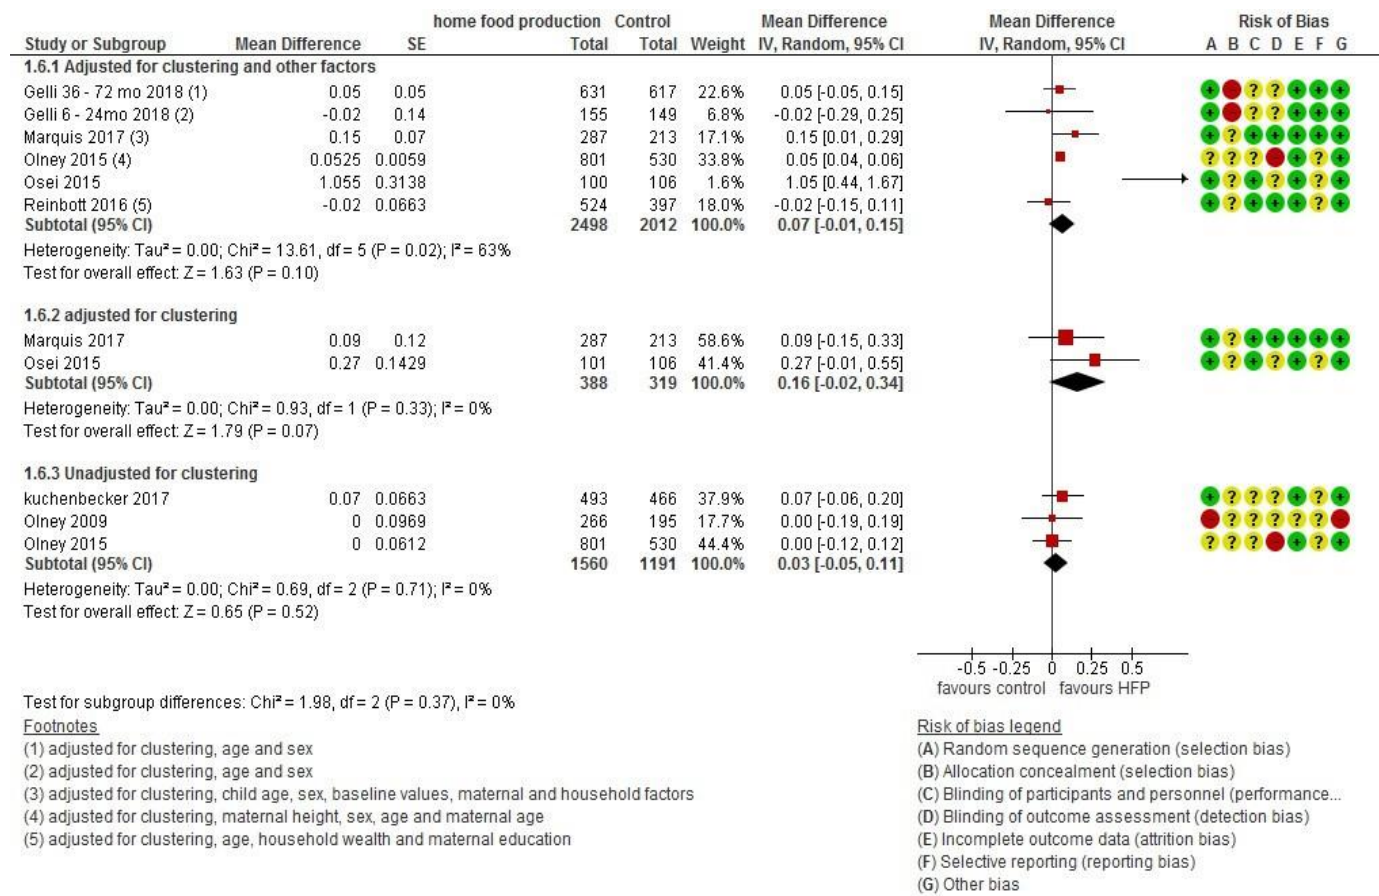 home food production Control Mean Difference Mean Difference Risk of Bias
Study or Subgroup Mean Difference SE Total Total Weight IV, Random, 95% CI IV, Random, 95% CI A B C D E F G
1.6.1 Adjusted for clustering and other factors
Gelli 36 - 72 mo 2018 (1) 0.05 0.05 631 617 22.6% 0.05 [-0.05, 0.15] + - ? ? + + +
Gelli 6 - 24mo 2018 (2) -0.02 0.14 155 149 6.8% -0.02 [-0.29, 0.25] + - ? ? + + +
Marquis 2017 (3) 0.15 0.07 287 213 17.1% 0.15 [0.01, 0.29] + ? + + + + +
Olney 2015 (4) 0.0525 0.0059 801 530 33.8% 0.05 [0.04, 0.06] ? ? ? - + ? +
Osei 2015 1.055 0.3138 100 106 1.6% 1.05 [0.44, 1.67] + ? + ? + ? +
Reinbott 2016 (5) -0.02 0.0663 524 397 18.0% -0.02 [-0.15, 0.11] + ? + + + ? +
Subtotal (95% CI) 2498 2012 100.0% 0.07 [-0.01, 0.15]
Heterogeneity: Tau² = 0.00; Chi² = 13.61, df = 5 (P = 0.02); I² = 63%
Test for overall effect: Z = 1.63 (P = 0.10)
1.6.2 adjusted for clustering
Marquis 2017 0.09 0.12 287 213 58.6% 0.09 [-0.15, 0.33] + ? + + + + +
Osei 2015 0.27 0.1429 101 106 41.4% 0.27 [-0.01, 0.55] + ? + ? + ? +
Subtotal (95% CI) 388 319 100.0% 0.16 [-0.02, 0.34]
Heterogeneity: Tau² = 0.00; Chi² = 0.93, df = 1 (P = 0.33); I² = 0%
Test for overall effect: Z = 1.79 (P = 0.07)
1.6.3 Unadjusted for clustering
kuchenbecker 2017 0.07 0.0663 493 466 37.9% 0.07 [-0.06, 0.20] + ? ? ? + ? +
Olney 2009 0 0.0969 266 195 17.7% 0.00 [-0.19, 0.19] - ? ? ? ? ? -
Olney 2015 0 0.0612 801 530 44.4% 0.00 [-0.12, 0.12] ? ? ? - + ? +
Subtotal (95% CI) 1560 1191 100.0% 0.03 [-0.05, 0.11]
Heterogeneity: Tau² = 0.00; Chi² = 0.69, df = 2 (P = 0.71); I² = 0%
Test for overall effect: Z = 0.65 (P = 0.52)
-0.5 -0.25 0 0.25 0.5
favours control favours HFP
Test for subgroup differences: Chi² = 1.98, df = 2 (P = 0.37), I² = 0%
Footnotes
(1) adjusted for clustering, age and sex
(2) adjusted for clustering, age and sex
(3) adjusted for clustering, child age, sex, baseline values, maternal and household factors
(4) adjusted for clustering, maternal height, sex, age and maternal age
(5) adjusted for clustering, age, household wealth and maternal education
Risk of bias legend
(A) Random sequence generation (selection bias)
(B) Allocation concealment (selection bias)
(C) Blinding of participants and personnel (performance...
(D) Blinding of outcome assessment (detection bias)
(E) Incomplete outcome data (attrition bias)
(F) Selective reporting (reporting bias)
(G) Other bias